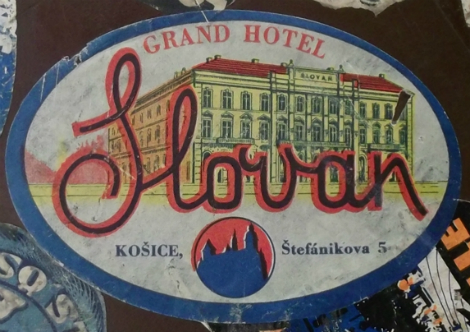 GRAND HOTEL
SLOVAN
Slovan
KOŠICE, Štefánikova 5